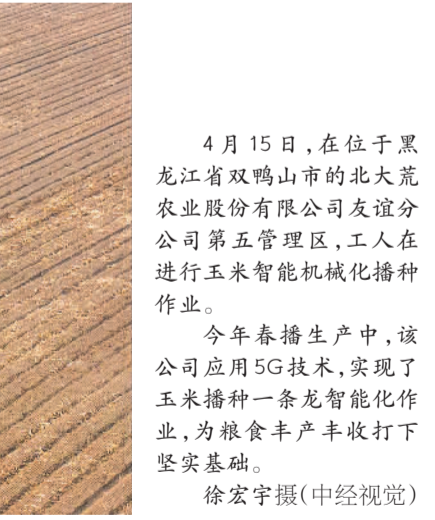 4月15日,在位于黑
龙江省双鸭山市的北大荒
农业股份有限公司友谊分
公司第五管理区,工人在
进行玉米智能机械化播种
作业。
今年春播生产中,该
公司应用5G技术,实现了
玉米播种一条龙智能化作
业,为粮食丰产丰收打下
坚实基础。
徐宏宇摄(中经视觉)